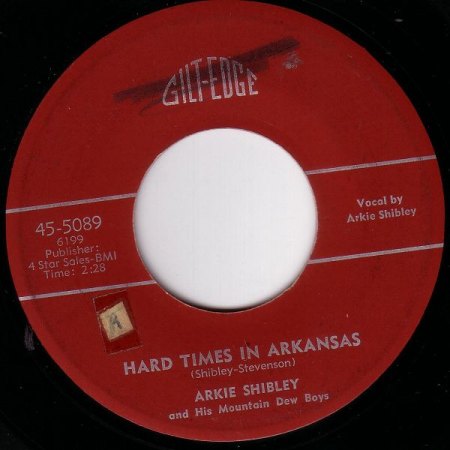 GILT-EDGE
45-5089
6199
Publisher:
4 Star Sales-BMI
Time: 2:28
Vocal by
Arkie Shibley
R
HARD TIMES IN ARKANSAS
(Shibley-Stevenson)
ARKIE SHIBLEY
and His Mountain Dew Boys